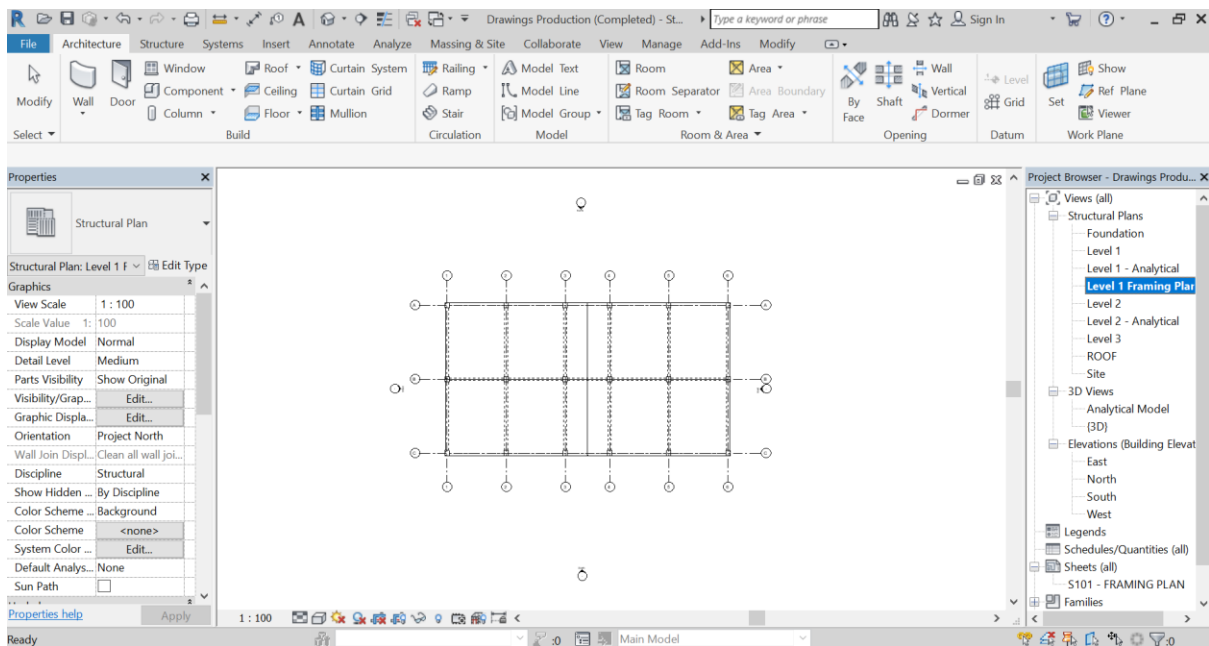 Drawings Production (Completed) - St... Type a keyword or phrase Sign In
File Architecture Structure Systems Insert Annotate Analyze Massing & Site Collaborate View Manage Add-Ins Modify
Modify Wall Door By Face Shaft Set
Window Roof Curtain System Railing Model Text Room Area Wall Level Show
Component Ceiling Curtain Grid Ramp Model Line Room Separator Area Boundary Vertical Grid Ref Plane
Column Floor Mullion Stair Model Group Tag Room Tag Area Dormer Viewer
Select Build Circulation Model Room & Area Opening Datum Work Plane
Properties
Structural Plan
Structural Plan: Level 1 F Edit Type
Graphics
View Scale 1 : 100
Scale Value 1: 100
Display Model Normal
Detail Level Medium
Parts Visibility Show Original
Visibility/Grap... Edit...
Graphic Displa... Edit...
Orientation Project North
Wall Join Displ... Clean all wall joi...
Discipline Structural
Show Hidden ... By Discipline
Color Scheme ... Background
Color Scheme <none>
System Color ... Edit...
Default Analys... None
Sun Path
Properties help Apply
1 : 100
Ready :0 Main Model :0
Project Browser - Drawings Produ...
Views (all)
Structural Plans
Foundation
Level 1
Level 1 - Analytical
Level 1 Framing Plan
Level 2
Level 2 - Analytical
Level 3
ROOF
Site
3D Views
Analytical Model
{3D}
Elevations (Building Elevat
East
North
South
West
Legends
Schedules/Quantities (all)
Sheets (all)
S101 - FRAMING PLAN
Families